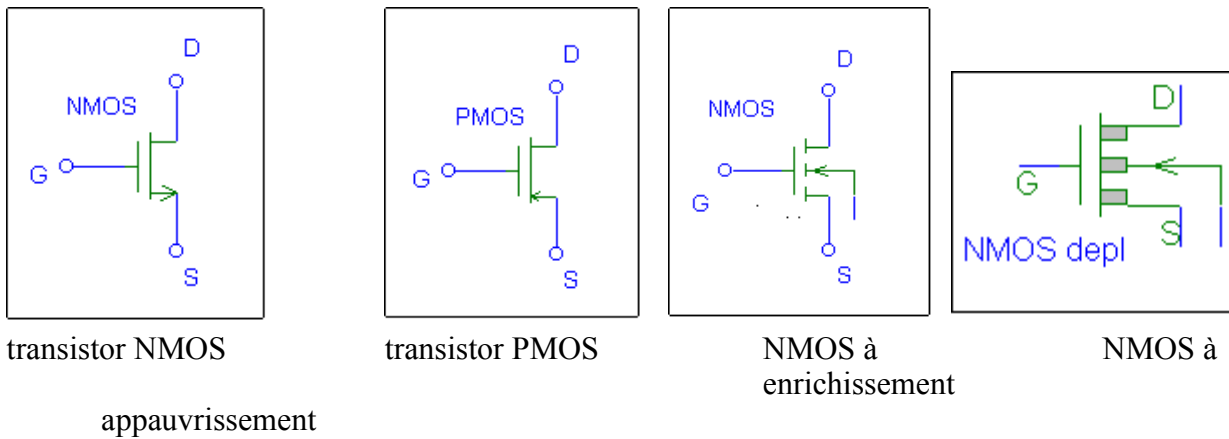 D
NMOS
G
S
D
PMOS
G
S
D
NMOS
G
S
D
G
S
NMOS depl
transistor NMOS
transistor PMOS
NMOS à
enrichissement
NMOS à
appauvrissement